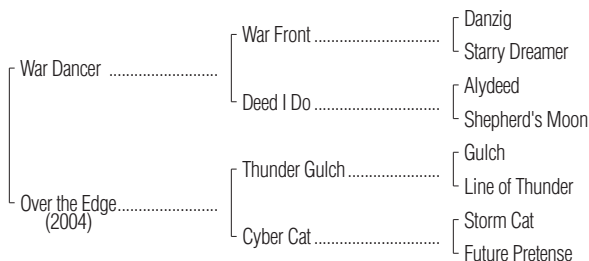 Danzig
War Front
Starry Dreamer
War Dancer
Alydeed
Deed I Do
Shepherd's Moon
Gulch
Thunder Gulch
Line of Thunder
Over the Edge
(2004)
Storm Cat
Cyber Cat
Future Pretense